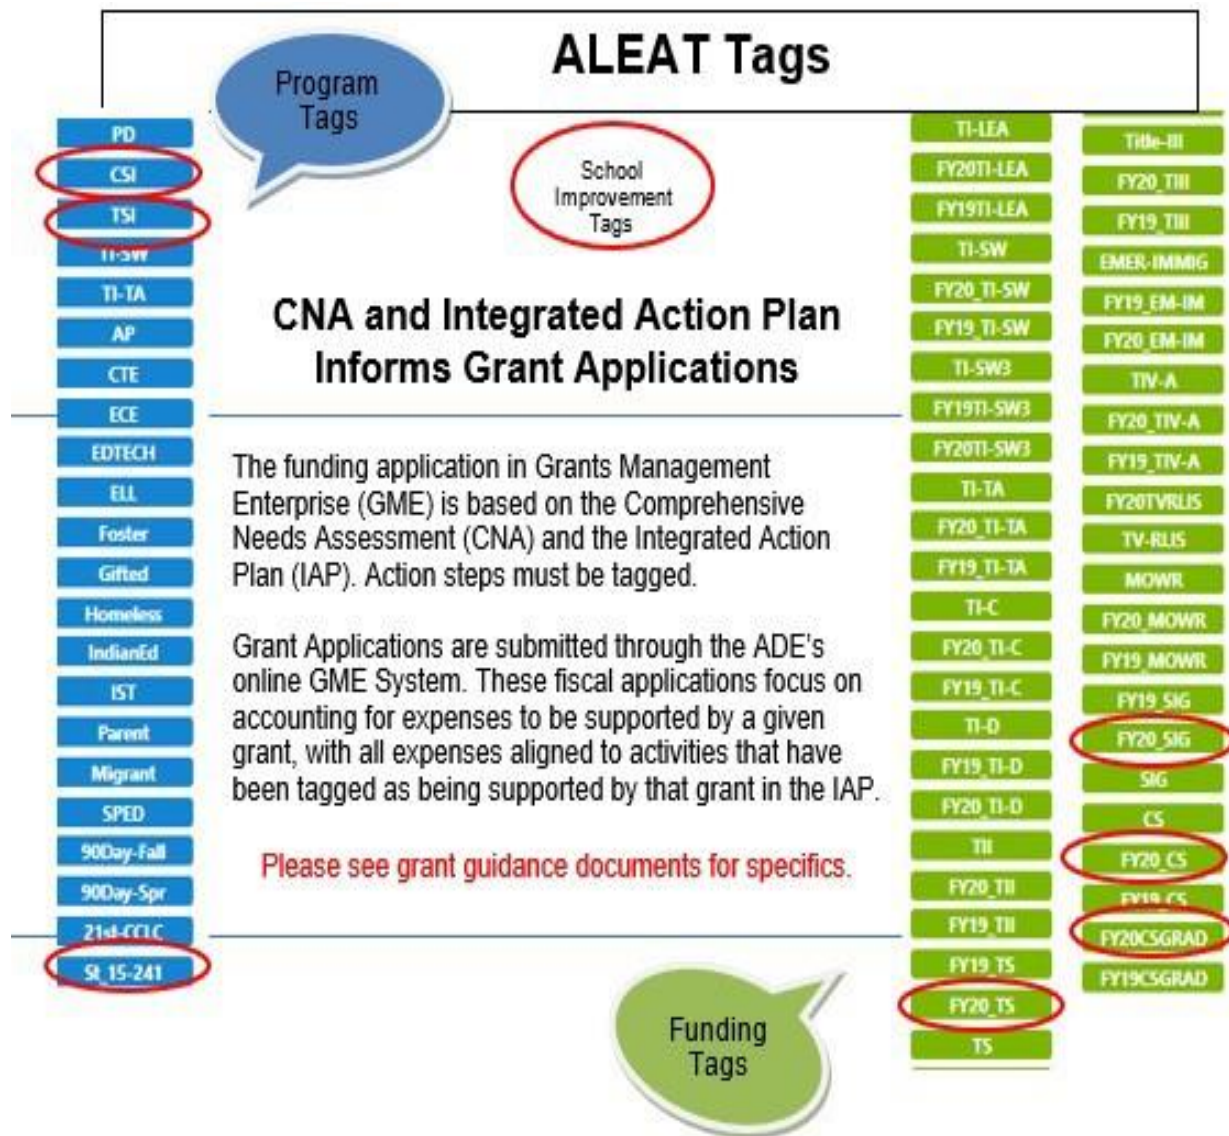 ALEAT Tags
Program
Tags
PD
CSI
TSI
TI-SW
TI-TA
AP
CTE
ECE
EDTECH
ELL
Foster
Gifted
Homeless
IndianEd
IST
Parent
Migrant
SPED
90Day-Fall
90Day-Spr
21st-CCLC
St_15-241
School
Improvement
Tags
CNA and Integrated Action Plan
Informs Grant Applications
The funding application in Grants Management
Enterprise (GME) is based on the Comprehensive
Needs Assessment (CNA) and the Integrated Action
Plan (IAP). Action steps must be tagged.
Grant Applications are submitted through the ADE's
online GME System. These fiscal applications focus on
accounting for expenses to be supported by a given
grant, with all expenses aligned to activities that have
been tagged as being supported by that grant in the IAP.
Please see grant guidance documents for specifics.
Funding
Tags
TI-LEA
FY20TI-LEA
FY19TI-LEA
TI-SW
FY20_TI-SW
FY19_TI-SW
TI-SW3
FY19TI-SW3
FY20TI-SW3
TI-TA
FY20_TI-TA
FY19_TI-TA
TI-C
FY20_TI-C
FY19_TI-C
TI-D
FY19_TI-D
FY20_TI-D
TII
FY20_TII
FY19_TII
FY19_TS
FY20_TS
TS
Title-III
FY20_TIII
FY19_TIII
EMER-IMMIG
FY19_EM-IM
FY20_EM-IM
TIV-A
FY20_TIV-A
FY19_TIV-A
FY20TVRLIS
TV-RLIS
MOWR
FY20_MOWR
FY19_MOWR
FY19_SIG
FY20_SIG
SIG
CS
FY20_CS
FY19_CS
FY20CSGRAD
FY19CSGRAD